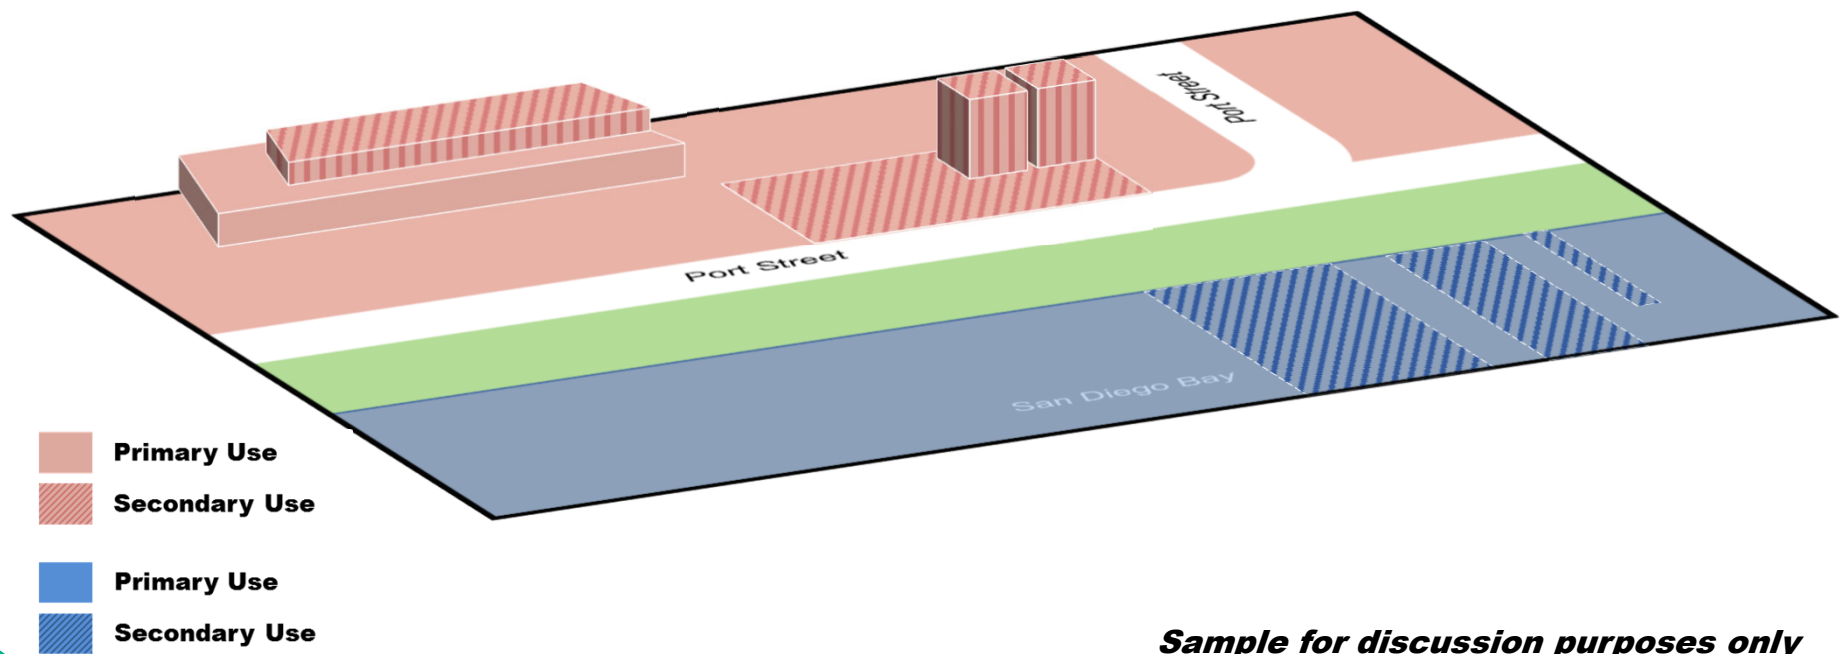 Port Street
Port Street
San Diego Bay
Primary Use
Secondary Use
Primary Use
Secondary Use
Sample for discussion purposes only